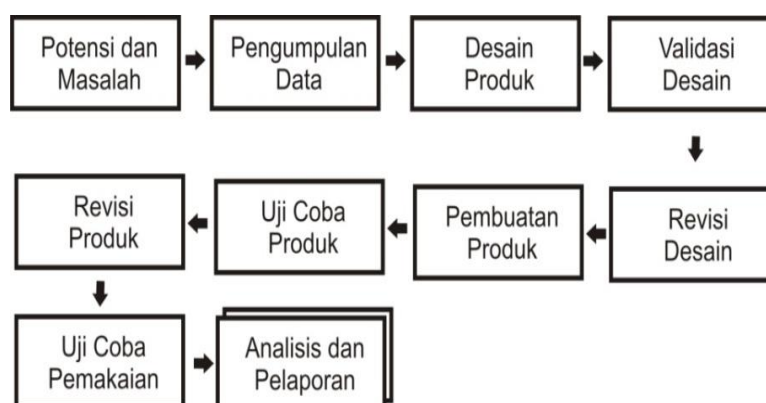 Potensi dan
Masalah
Pengumpulan
Data
Desain
Produk
Validasi
Desain
Revisi
Desain
Pembuatan
Produk
Uji Coba
Produk
Revisi
Produk
Uji Coba
Pemakaian
Analisis dan
Pelaporan